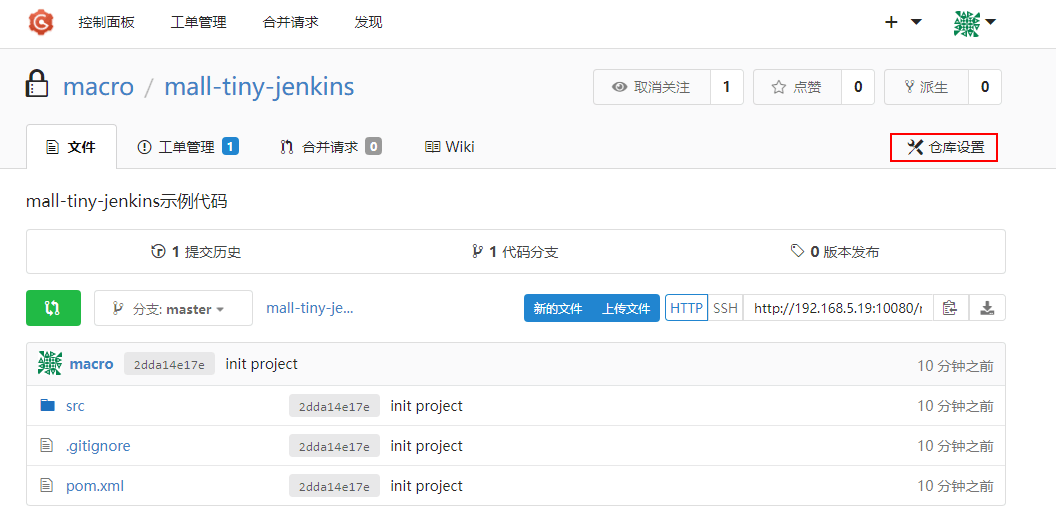 控制面板 工单管理 合并请求 发现
macro / mall-tiny-jenkins 取消关注 1 点赞 0 派生 0
文件 工单管理 1 合并请求 0 Wiki 仓库设置
mall-tiny-jenkins示例代码
1 提交历史 1 代码分支 0 版本发布
分支: master mall-tiny-je... 新的文件 上传文件 HTTP SSH http://192.168.5.19:10080/r
macro 2dda14e17e init project 10 分钟之前
src 2dda14e17e init project 10 分钟之前
.gitignore 2dda14e17e init project 10 分钟之前
pom.xml 2dda14e17e init project 10 分钟之前